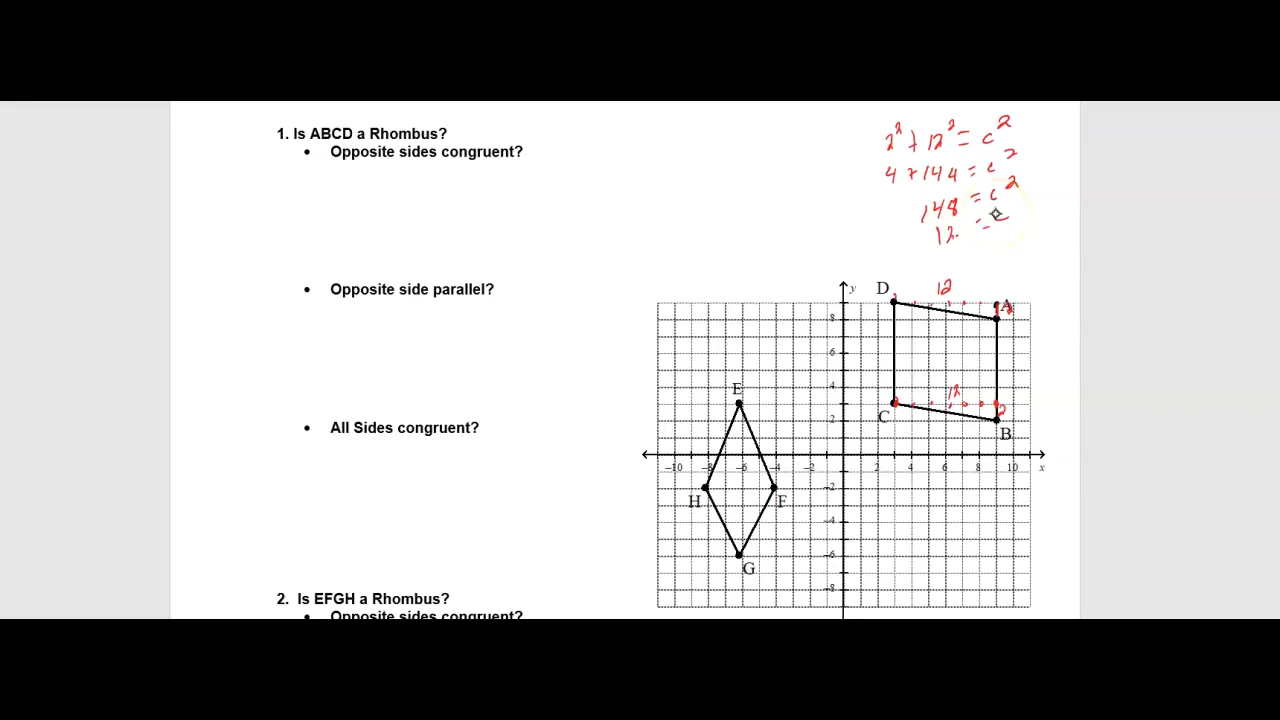 1. Is ABCD a Rhombus?
• Opposite sides congruent?
2² + 12² = c²
4 + 144 = c²
148 = c²
12. = c
• Opposite side parallel?
• All Sides congruent?
2. Is EFGH a Rhombus?
• Opposite sides congruent?
y
D 12 A 2
8
6
4
E 12
C 2 2
B
-10 -8 -6 -4 -2 2 4 6 8 10 x
H F -2
-4
G -6
-8